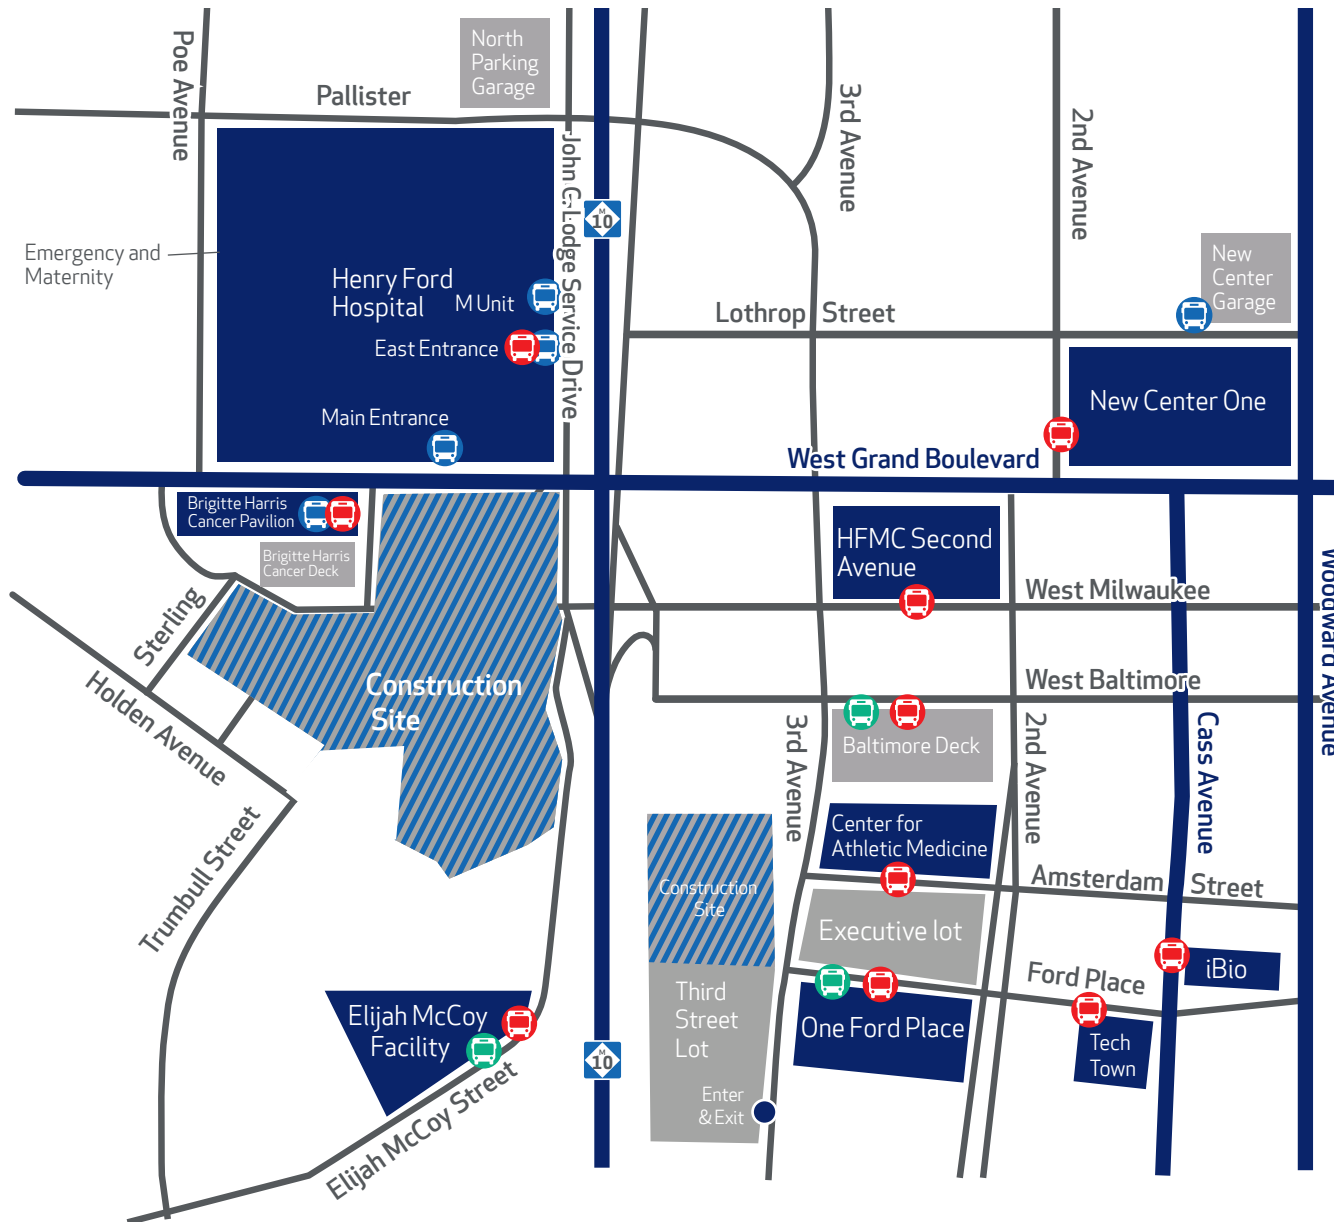 North
Parking
Garage
Poe Avenue
Pallister
John C. Lodge Service Drive
3rd Avenue
2nd Avenue
M
10
Emergency and
Maternity
Henry Ford
Hospital
M Unit
East Entrance
Main Entrance
New
Center
Garage
Lothrop Street
New Center One
West Grand Boulevard
Brigitte Harris
Cancer Pavilion
Brigitte Harris
Cancer Deck
HFMC Second
Avenue
West Milwaukee
Woodward Avenue
Sterling
Holden Avenue
Construction
Site
West Baltimore
Baltimore Deck
3rd Avenue
2nd Avenue
Cass Avenue
Trumbull Street
Center for
Athletic Medicine
Construction
Site
Amsterdam Street
Executive lot
Ford Place
iBio
Third
Street
Lot
One Ford Place
Elijah McCoy
Facility
Tech
Town
M
10
Enter
& Exit
Elijah McCoy Street